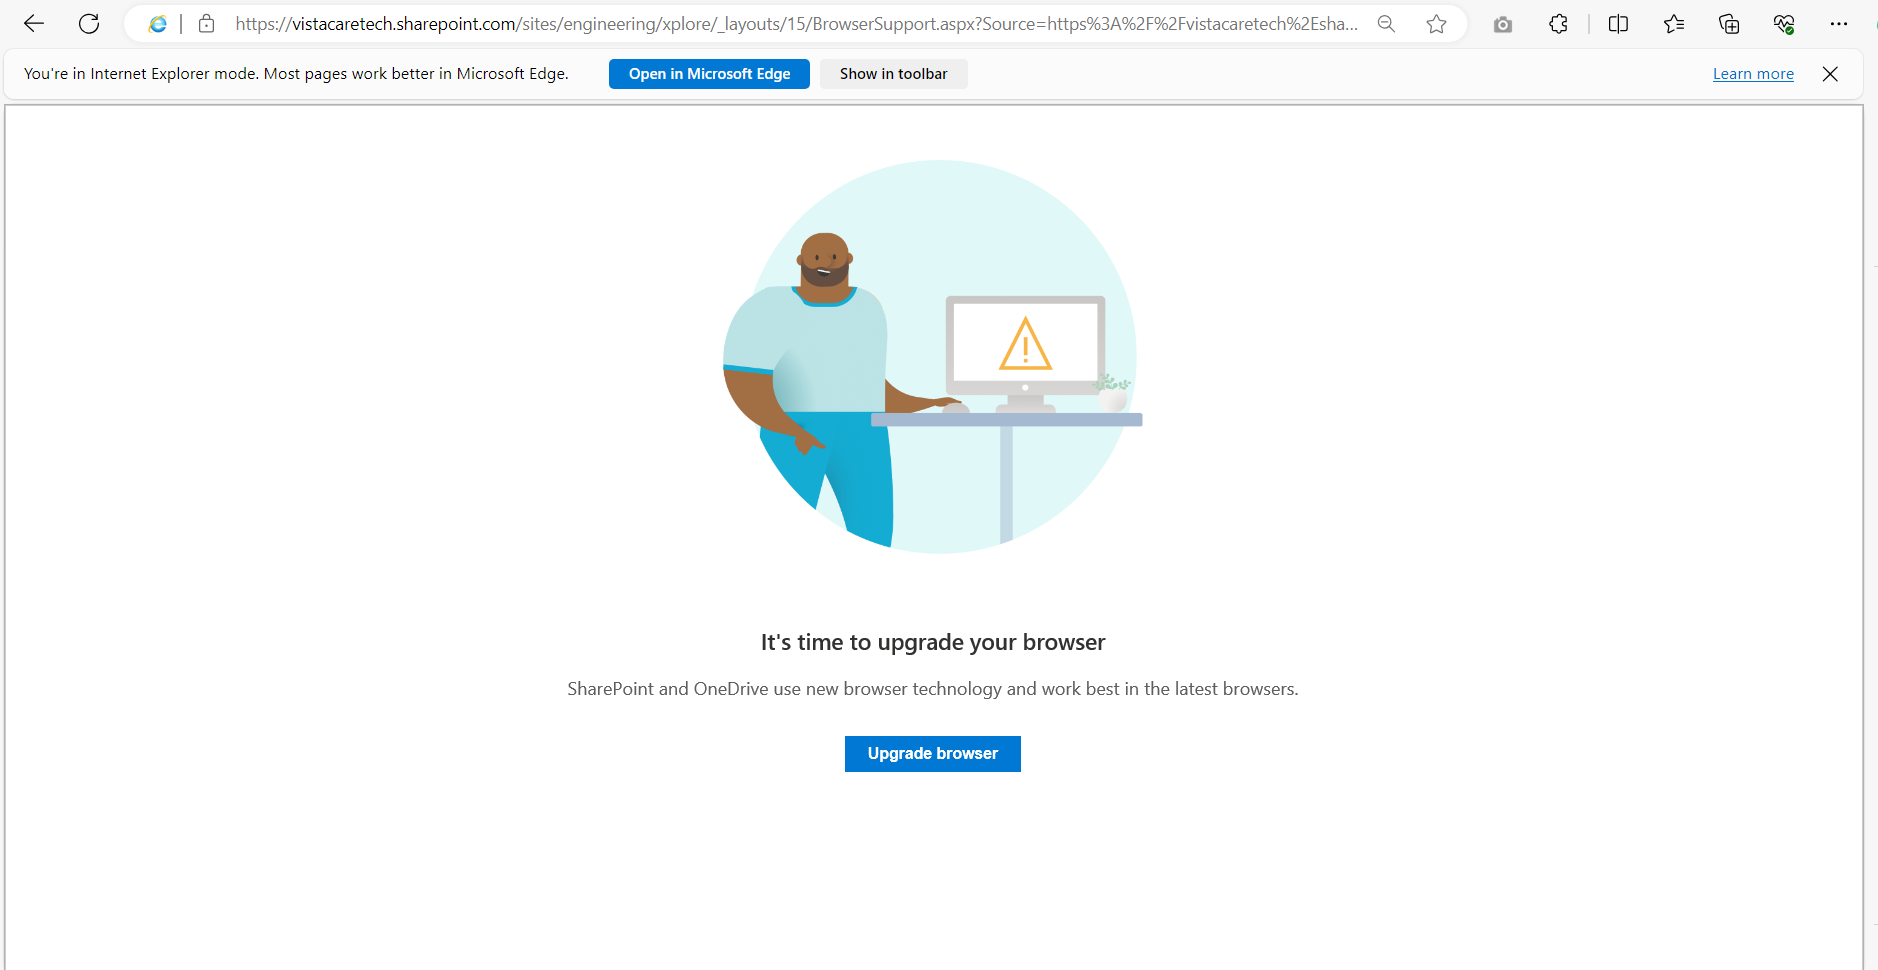 https://vistacaretech.sharepoint.com/sites/engineering/xplore/_layouts/15/BrowserSupport.aspx?Source=https%3A%2F%2Fvistacaretech%2Esha...
You're in Internet Explorer mode. Most pages work better in Microsoft Edge. Open in Microsoft Edge Show in toolbar Learn more
It's time to upgrade your browser
SharePoint and OneDrive use new browser technology and work best in the latest browsers.
Upgrade browser